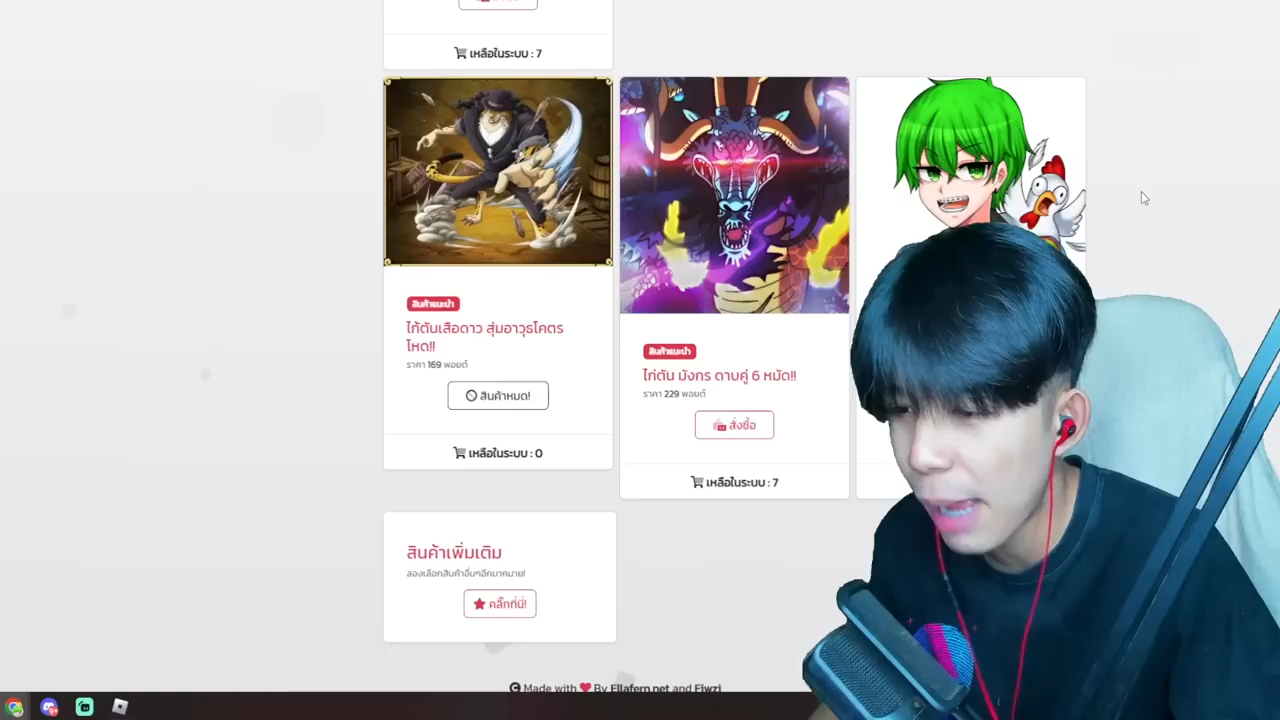 เหลือในระบบ : 7
สินค้าแนะนำ
ไก่ตันเสือดาว สุ่มอาวุธโคตร
โหด!!
ราคา 169 พอยต์
สินค้าหมด!
เหลือในระบบ : 0
สินค้าแนะนำ
ไก่ตัน มังกร ดาบคู่ 6 หมัด!!
ราคา 229 พอยต์
สั่งซื้อ
เหลือในระบบ : 7
สินค้าเพิ่มเติม
ลองเลือกสินค้าอื่นๆอีกมากมาย!
คลิ๊กที่นี่!
Made with ❤ By Ellafern.net and Fiwzi